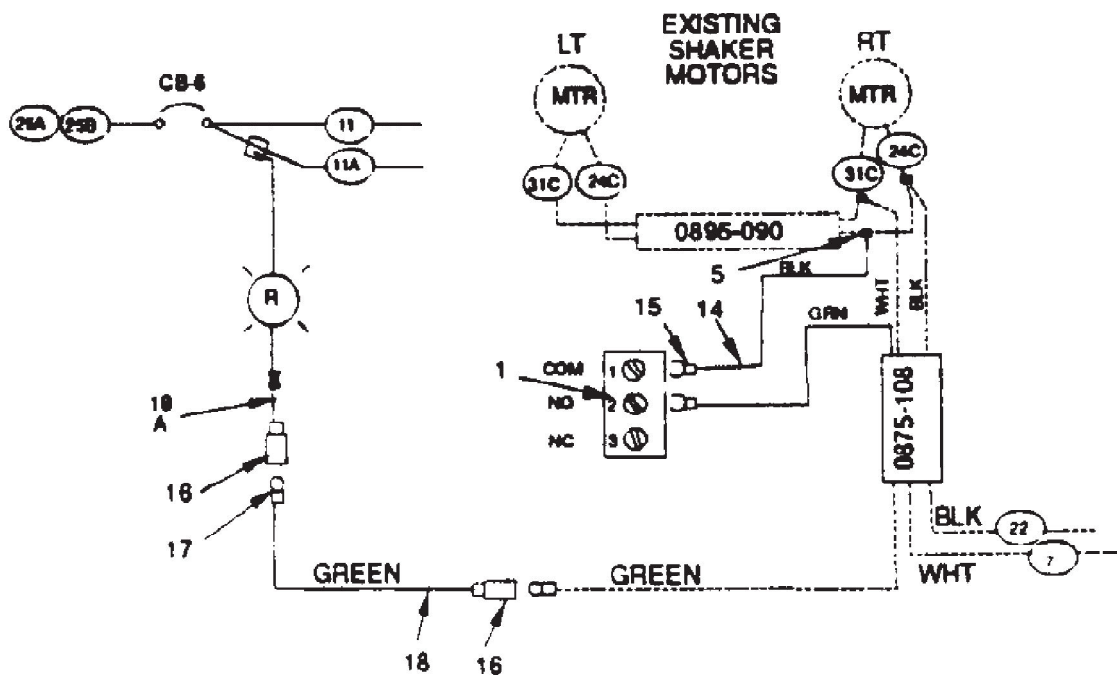 EXISTING
SHAKER
MOTORS
LT
RT
MTR
MTR
CB-6
25B
11
11A
31C
24C
31C
24C
0895-090
5
BLK
WHT
BLK
15
14
GRN
R
1
COM
1
NO
2
NC
3
0875-108
19
A
16
17
BLK
22
7
WHT
GREEN
GREEN
18
16